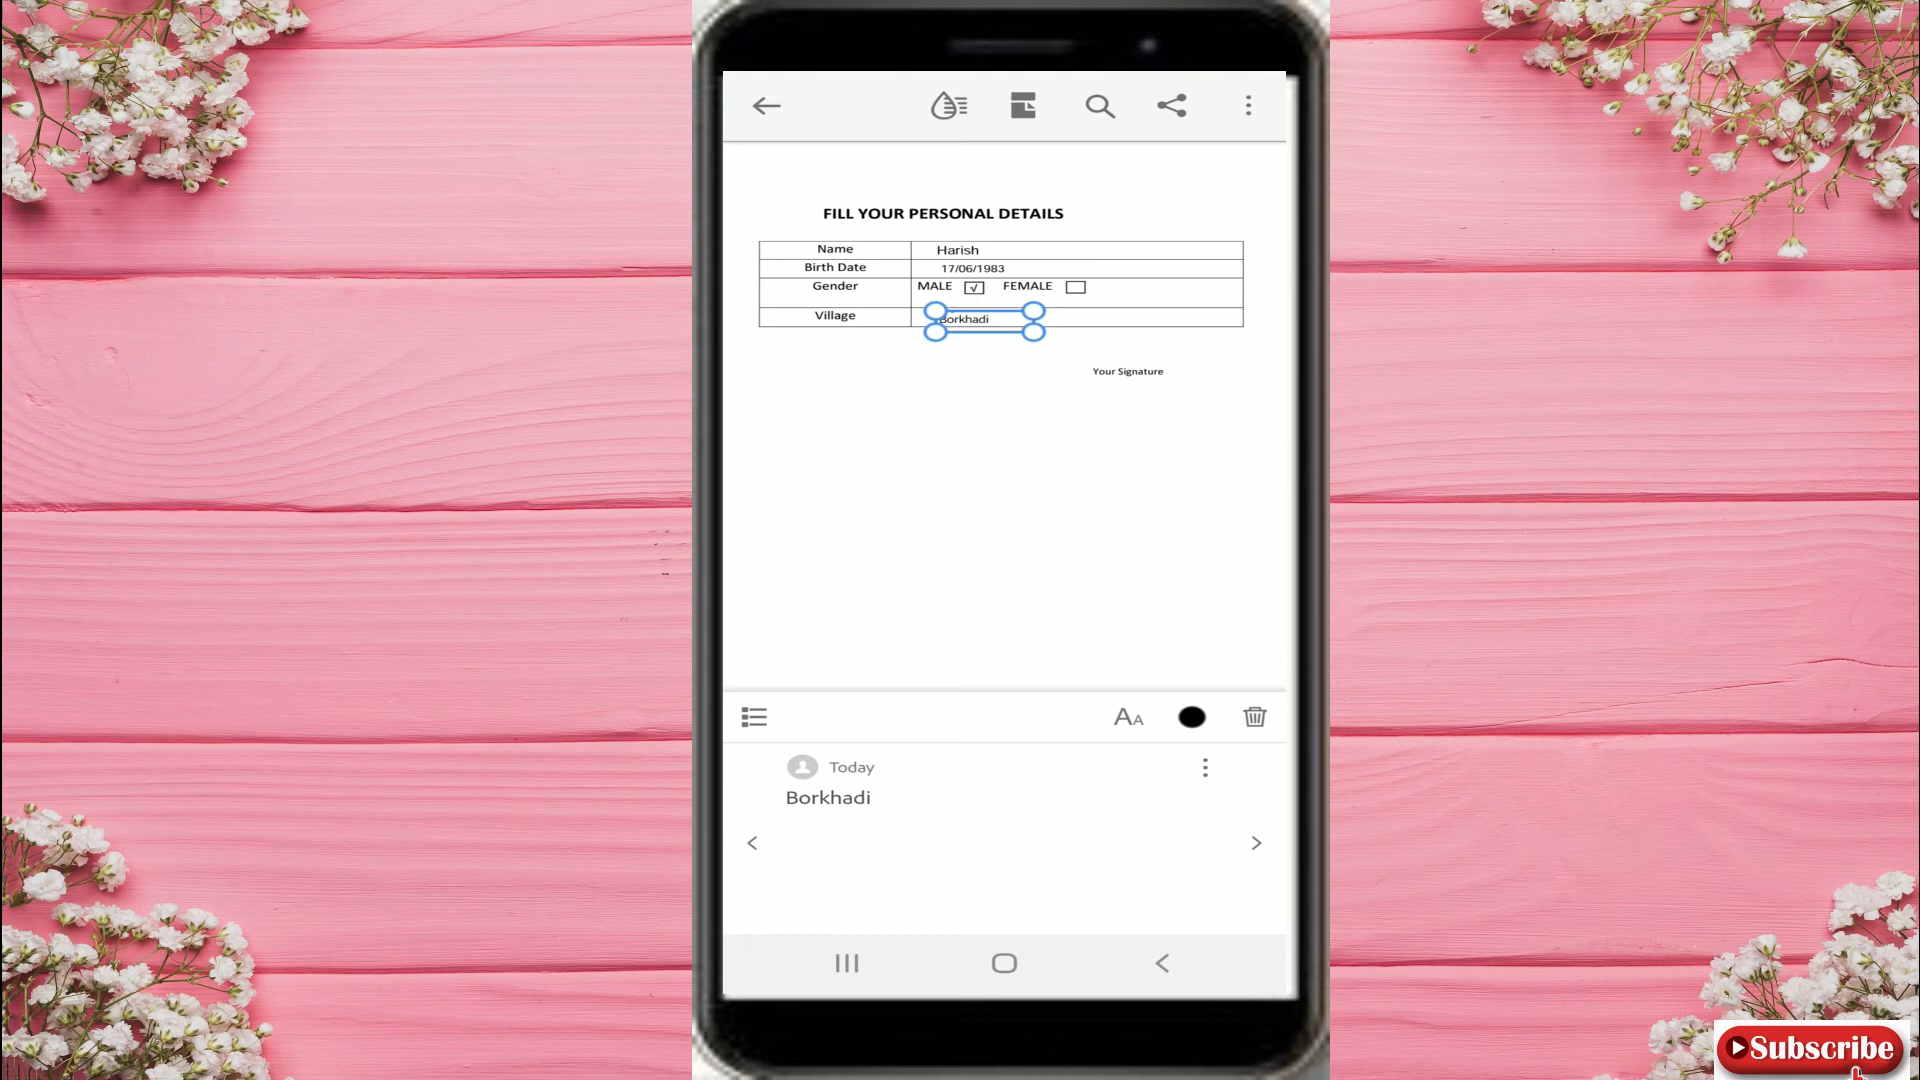 FILL YOUR PERSONAL DETAILS
Name Harish
Birth Date 17/06/1983
Gender MALE √ FEMALE
Village Borkhadi
Your Signature
AA
Today
Borkhadi
Subscribe